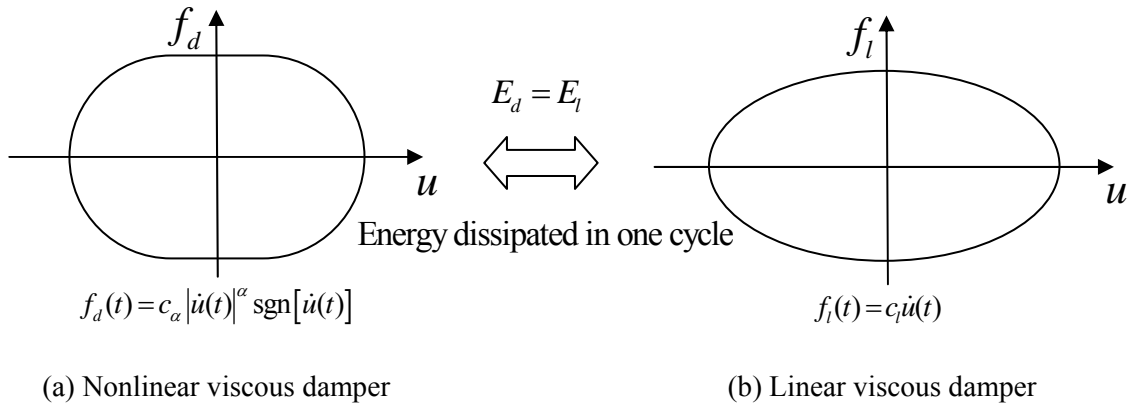 f_d
f_l
E_d = E_l
u
u
Energy dissipated in one cycle
f_d(t) = c_α |u̇(t)|^α sgn[u̇(t)]
f_l(t) = c_l u̇(t)
(a) Nonlinear viscous damper
(b) Linear viscous damper